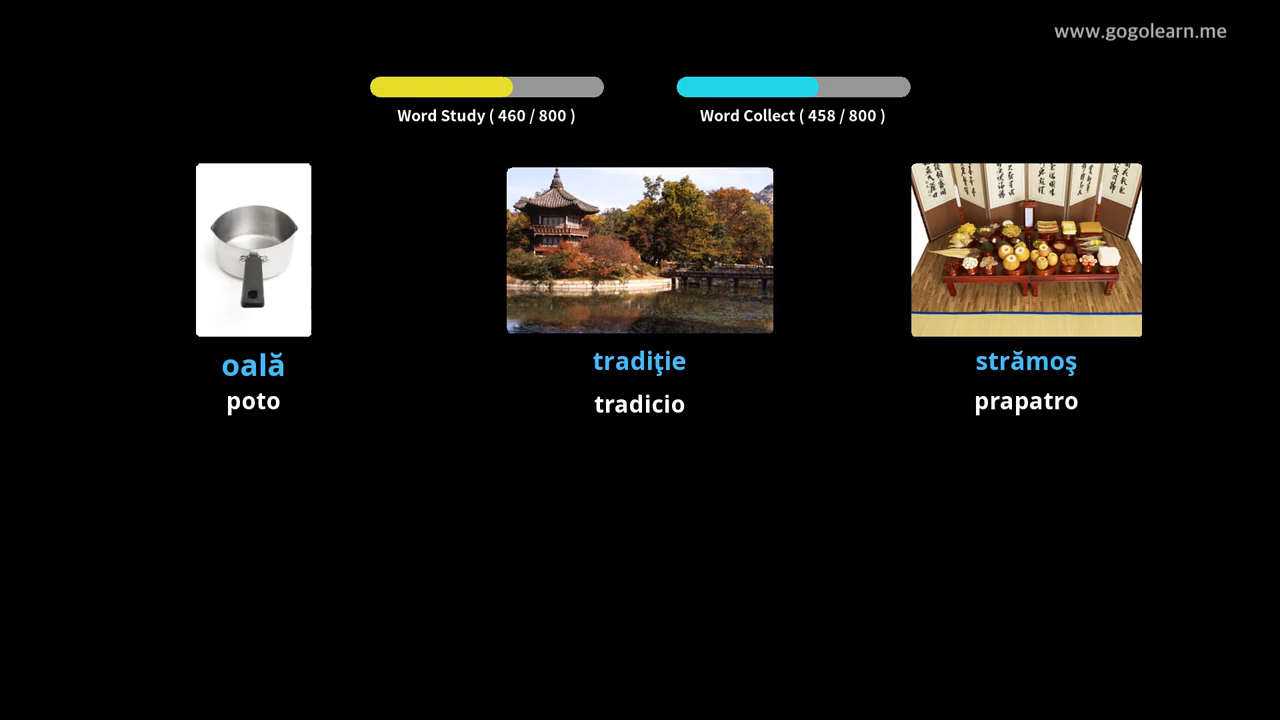 www.gogolearn.me
Word Study ( 460 / 800 )
Word Collect ( 458 / 800 )
oală
tradiţie
strămoş
poto
tradicio
prapatro